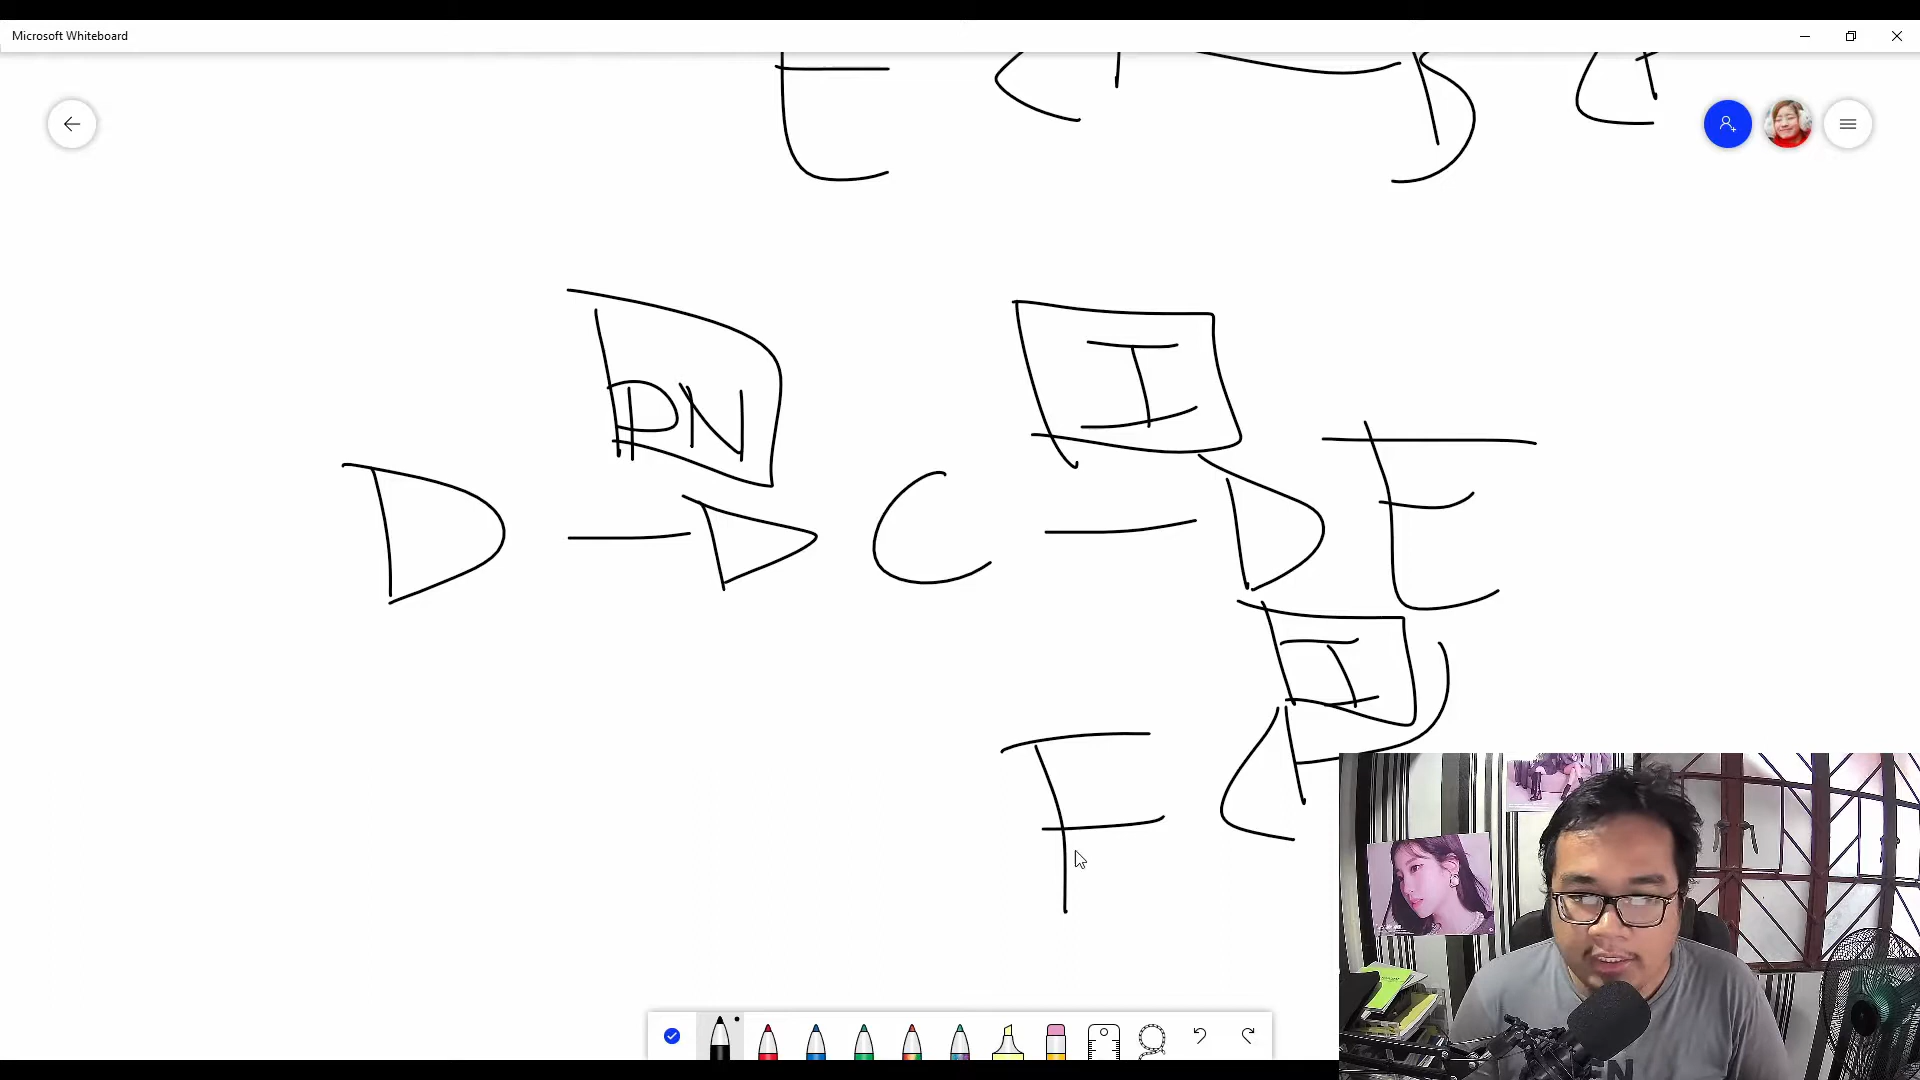 Microsoft Whiteboard
E
PN
I
D → C → E
I
F